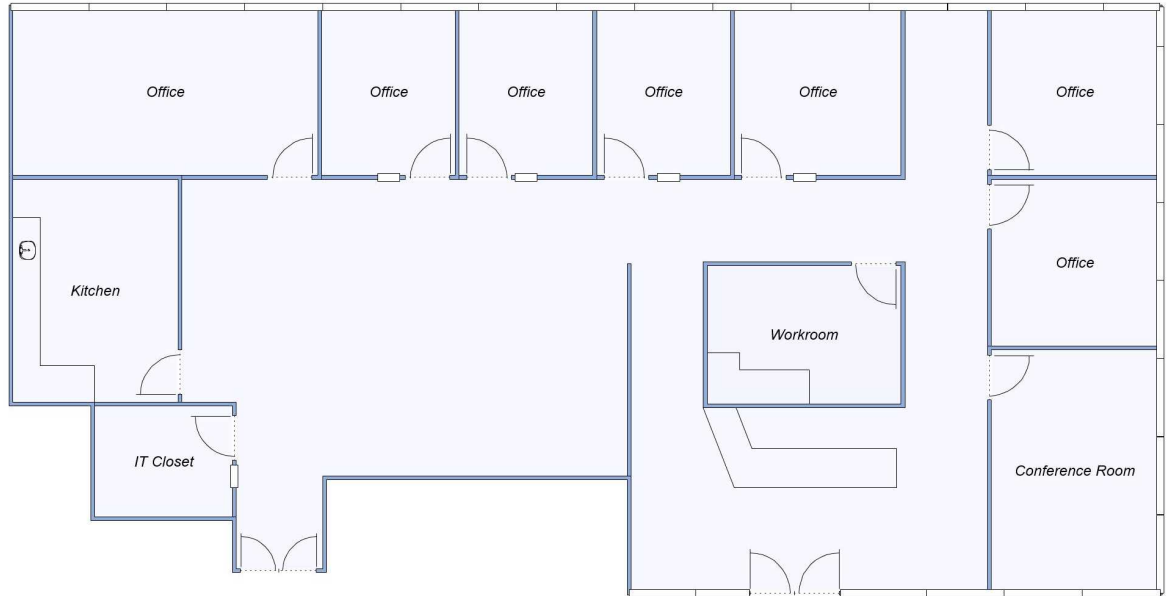 Office
Office
Office
Office
Office
Office
Office
Kitchen
Workroom
IT Closet
Conference Room